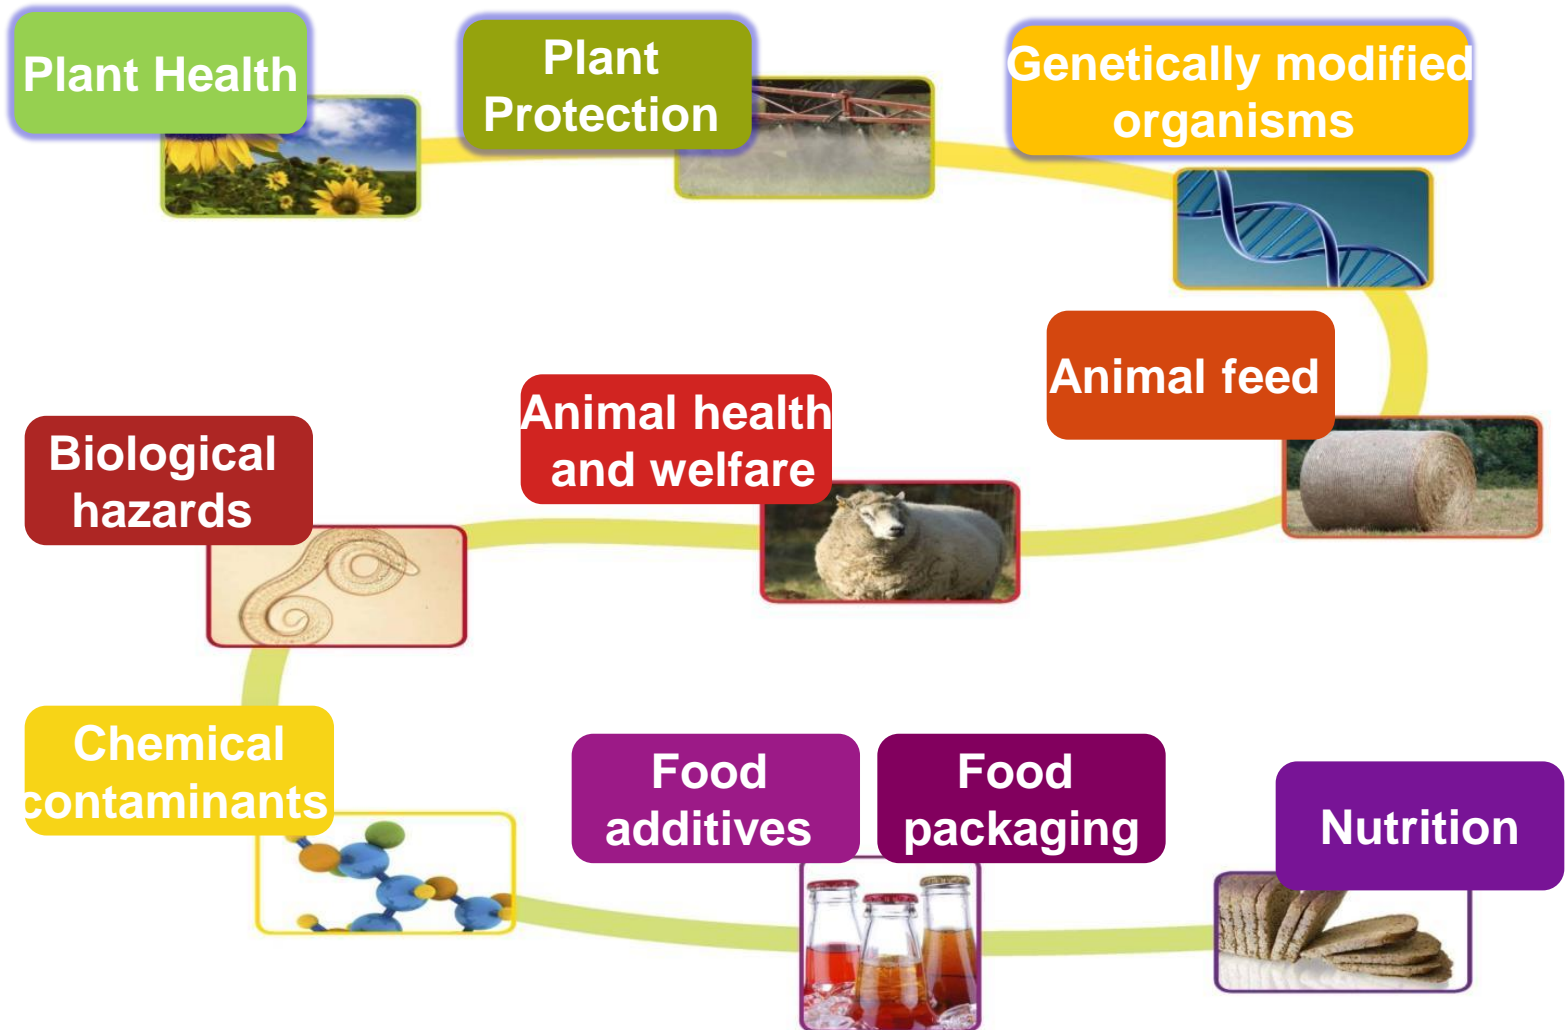 Plant Health
Plant
Protection
Genetically modified
organisms
Animal feed
Animal health
and welfare
Biological
hazards
Chemical
contaminants
Food
additives
Food
packaging
Nutrition